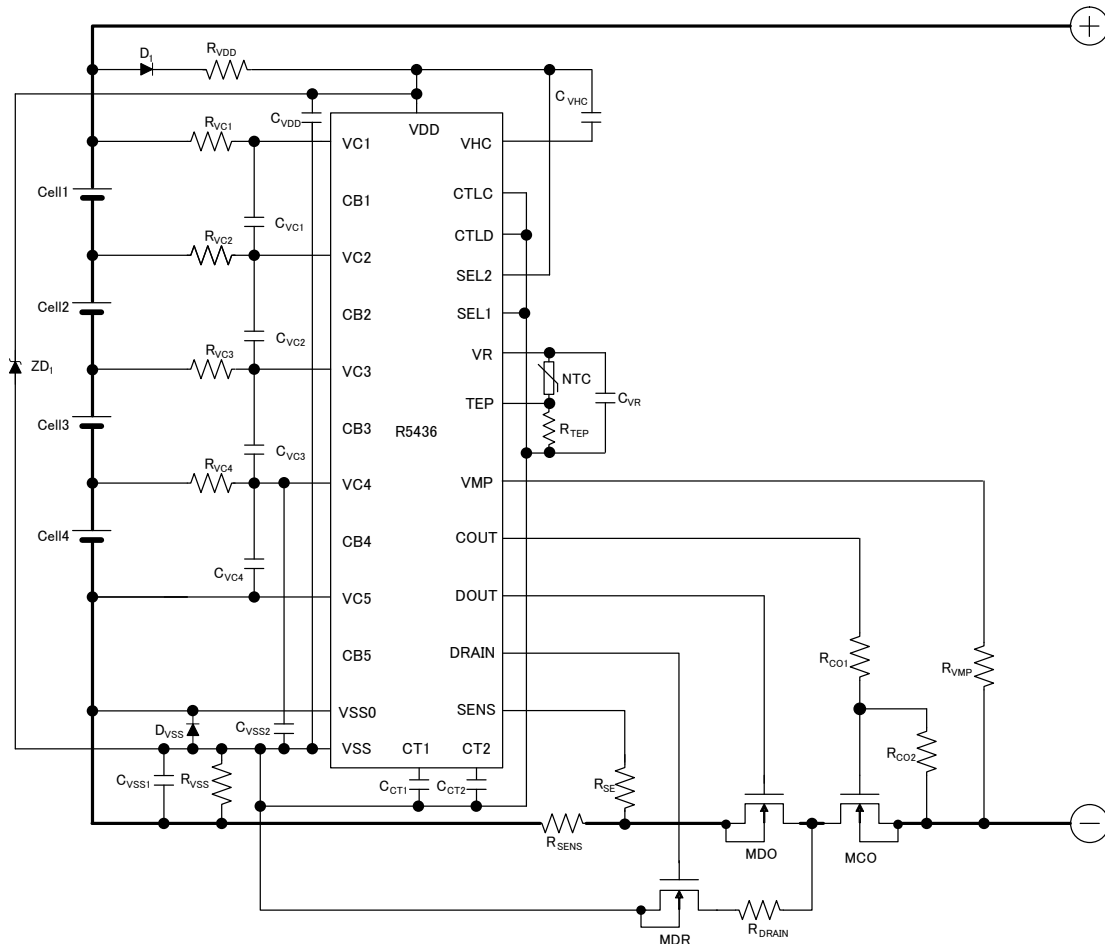 +
D1
RVDD
CVHC
CVDD
VDD
RVC1
VC1
VHC
Cell1
CB1
CTLC
CVC1
CTLD
RVC2
VC2
SEL2
Cell2
CB2
SEL1
CVC2
RVC3
VC3
VR
ZD1
NTC
CVR
TEP
Cell3
CB3
R5436
RTEP
CVC3
RVC4
VC4
VMP
Cell4
CB4
COUT
CVC4
VC5
DOUT
CB5
DRAIN
RCO1
RVMP
VSS0
SENS
DVSS
CVSS2
VSS
CT1
CT2
RCO2
CVSS1
RVSS
CCT1
CCT2
RSE
RSENS
MDO
MCO
−
MDR
RDRAIN